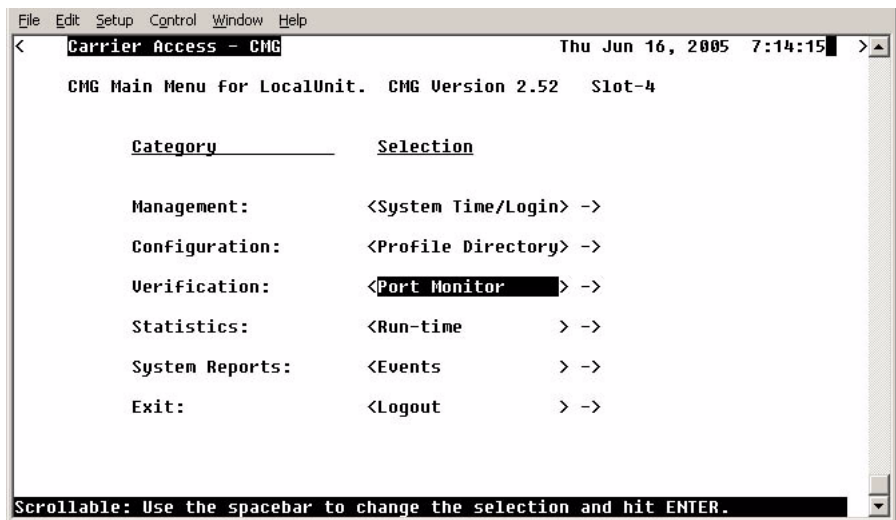 File Edit Setup Control Window Help
< Carrier Access - CMG Thu Jun 16, 2005 7:14:15 >
CMG Main Menu for LocalUnit. CMG Version 2.52 Slot-4
Category Selection
Management: <System Time/Login> ->
Configuration: <Profile Directory> ->
Verification: <Port Monitor > ->
Statistics: <Run-time > ->
System Reports: <Events > ->
Exit: <Logout > ->
Scrollable: Use the spacebar to change the selection and hit ENTER.